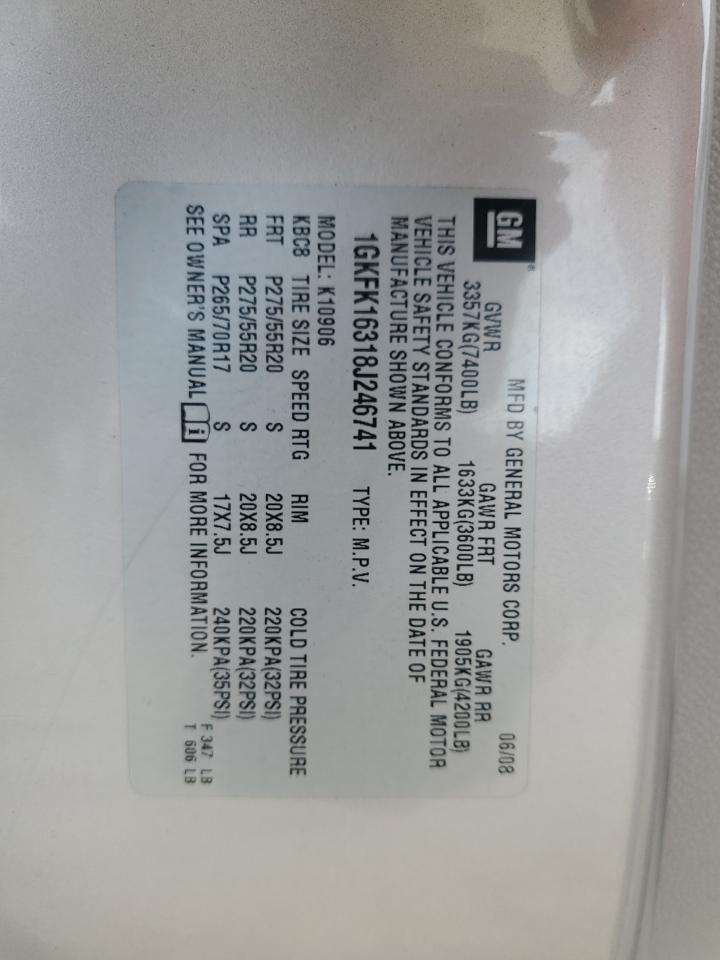 GM® MFD BY GENERAL MOTORS CORP. 06/08
GVWR GAWR FRT GAWR RR
3357KG(7400LB) 1633KG(3600LB) 1905KG(4200LB)
THIS VEHICLE CONFORMS TO ALL APPLICABLE U.S. FEDERAL MOTOR
VEHICLE SAFETY STANDARDS IN EFFECT ON THE DATE OF
MANUFACTURE SHOWN ABOVE.
1GKFK16318J246741 TYPE: M.P.V.
MODEL: K10906
KBC8 TIRE SIZE SPEED RTG RIM COLD TIRE PRESSURE
FRT P275/55R20 S 20X8.5J 220KPA(32PSI)
RR P275/55R20 S 20X8.5J 220KPA(32PSI)
SPA P265/70R17 S 17X7.5J 240KPA(35PSI)
SEE OWNER'S MANUAL i FOR MORE INFORMATION.
F 347 LB
T 606 LB